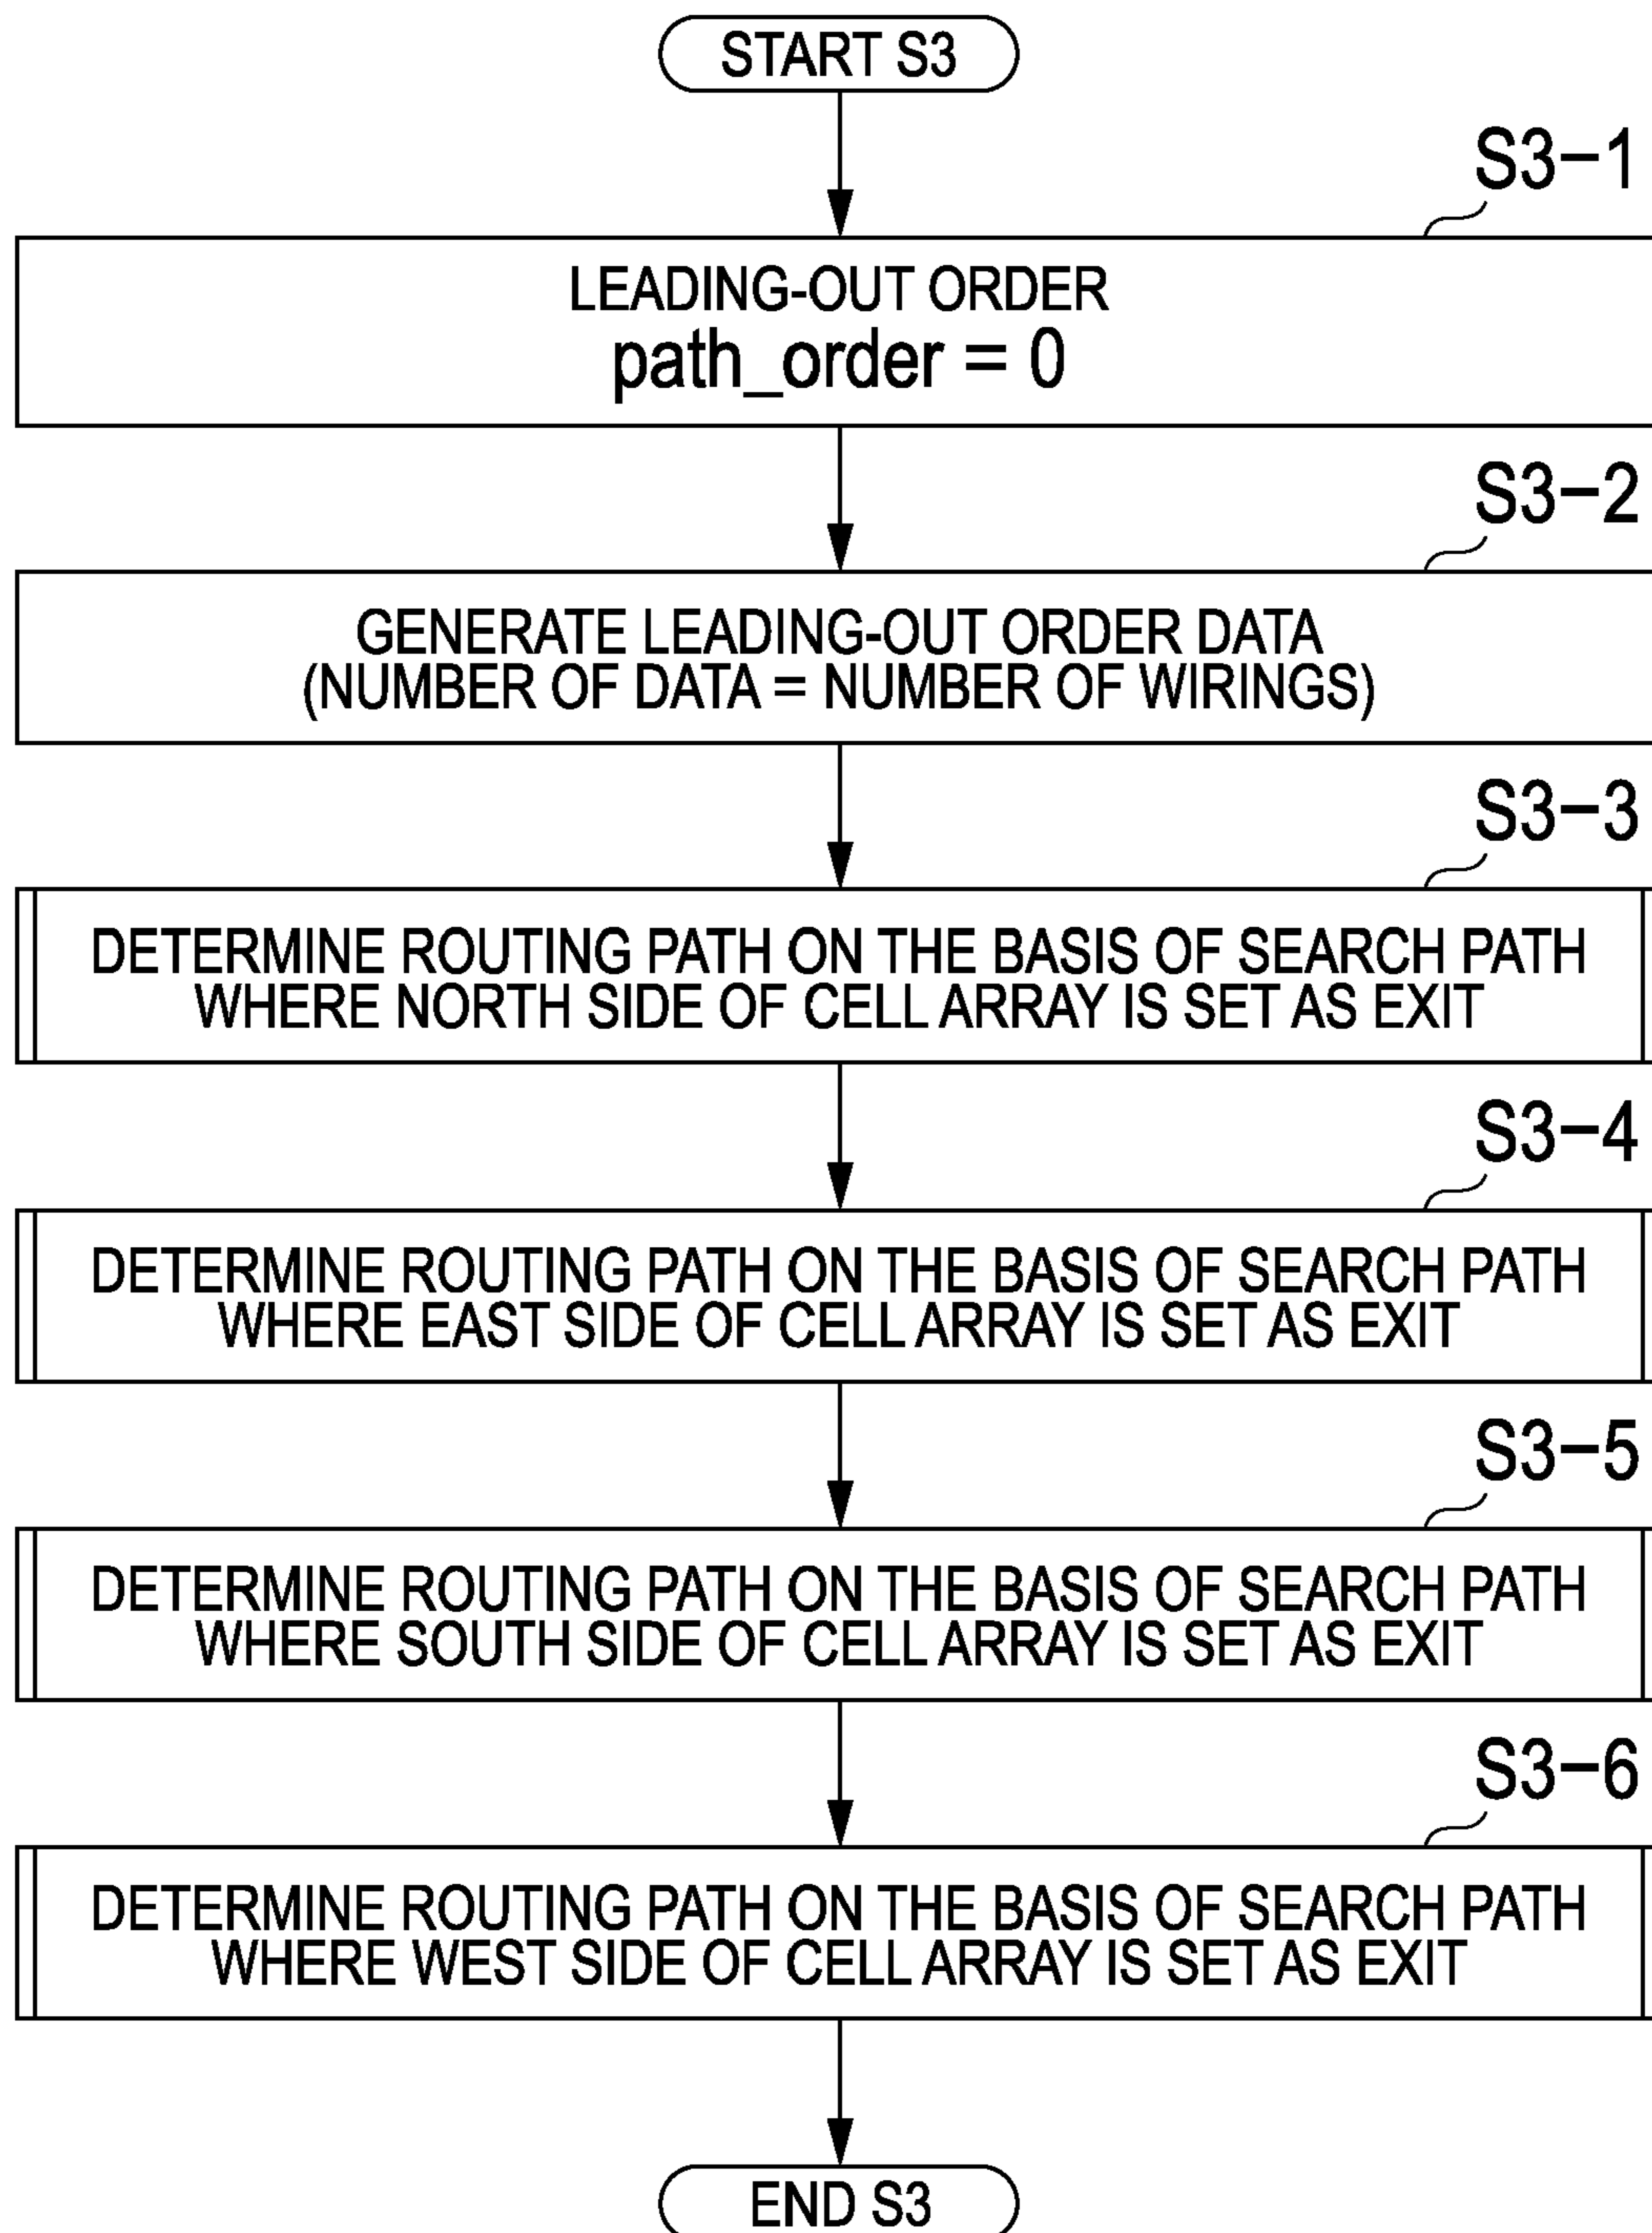 START S3
S3-1
LEADING-OUT ORDER
path_order = 0
S3-2
GENERATE LEADING-OUT ORDER DATA
(NUMBER OF DATA = NUMBER OF WIRINGS)
S3-3
DETERMINE ROUTING PATH ON THE BASIS OF SEARCH PATH
WHERE NORTH SIDE OF CELL ARRAY IS SET AS EXIT
S3-4
DETERMINE ROUTING PATH ON THE BASIS OF SEARCH PATH
WHERE EAST SIDE OF CELL ARRAY IS SET AS EXIT
S3-5
DETERMINE ROUTING PATH ON THE BASIS OF SEARCH PATH
WHERE SOUTH SIDE OF CELL ARRAY IS SET AS EXIT
S3-6
DETERMINE ROUTING PATH ON THE BASIS OF SEARCH PATH
WHERE WEST SIDE OF CELL ARRAY IS SET AS EXIT
END S3